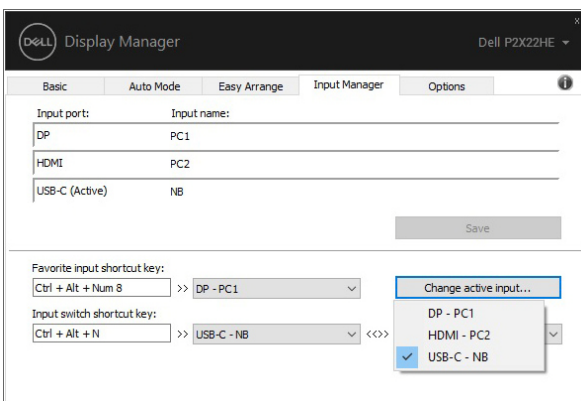 DELL Display Manager Dell P2X22HE
x
Basic Auto Mode Easy Arrange Input Manager Options i
Input port: Input name:
DP PC1
HDMI PC2
USB-C (Active) NB
Save
Favorite input shortcut key:
Ctrl + Alt + Num 8 >> DP - PC1 Change active input...
Input switch shortcut key:
Ctrl + Alt + N >> USB-C - NB <<>>
DP - PC1
HDMI - PC2
USB-C - NB